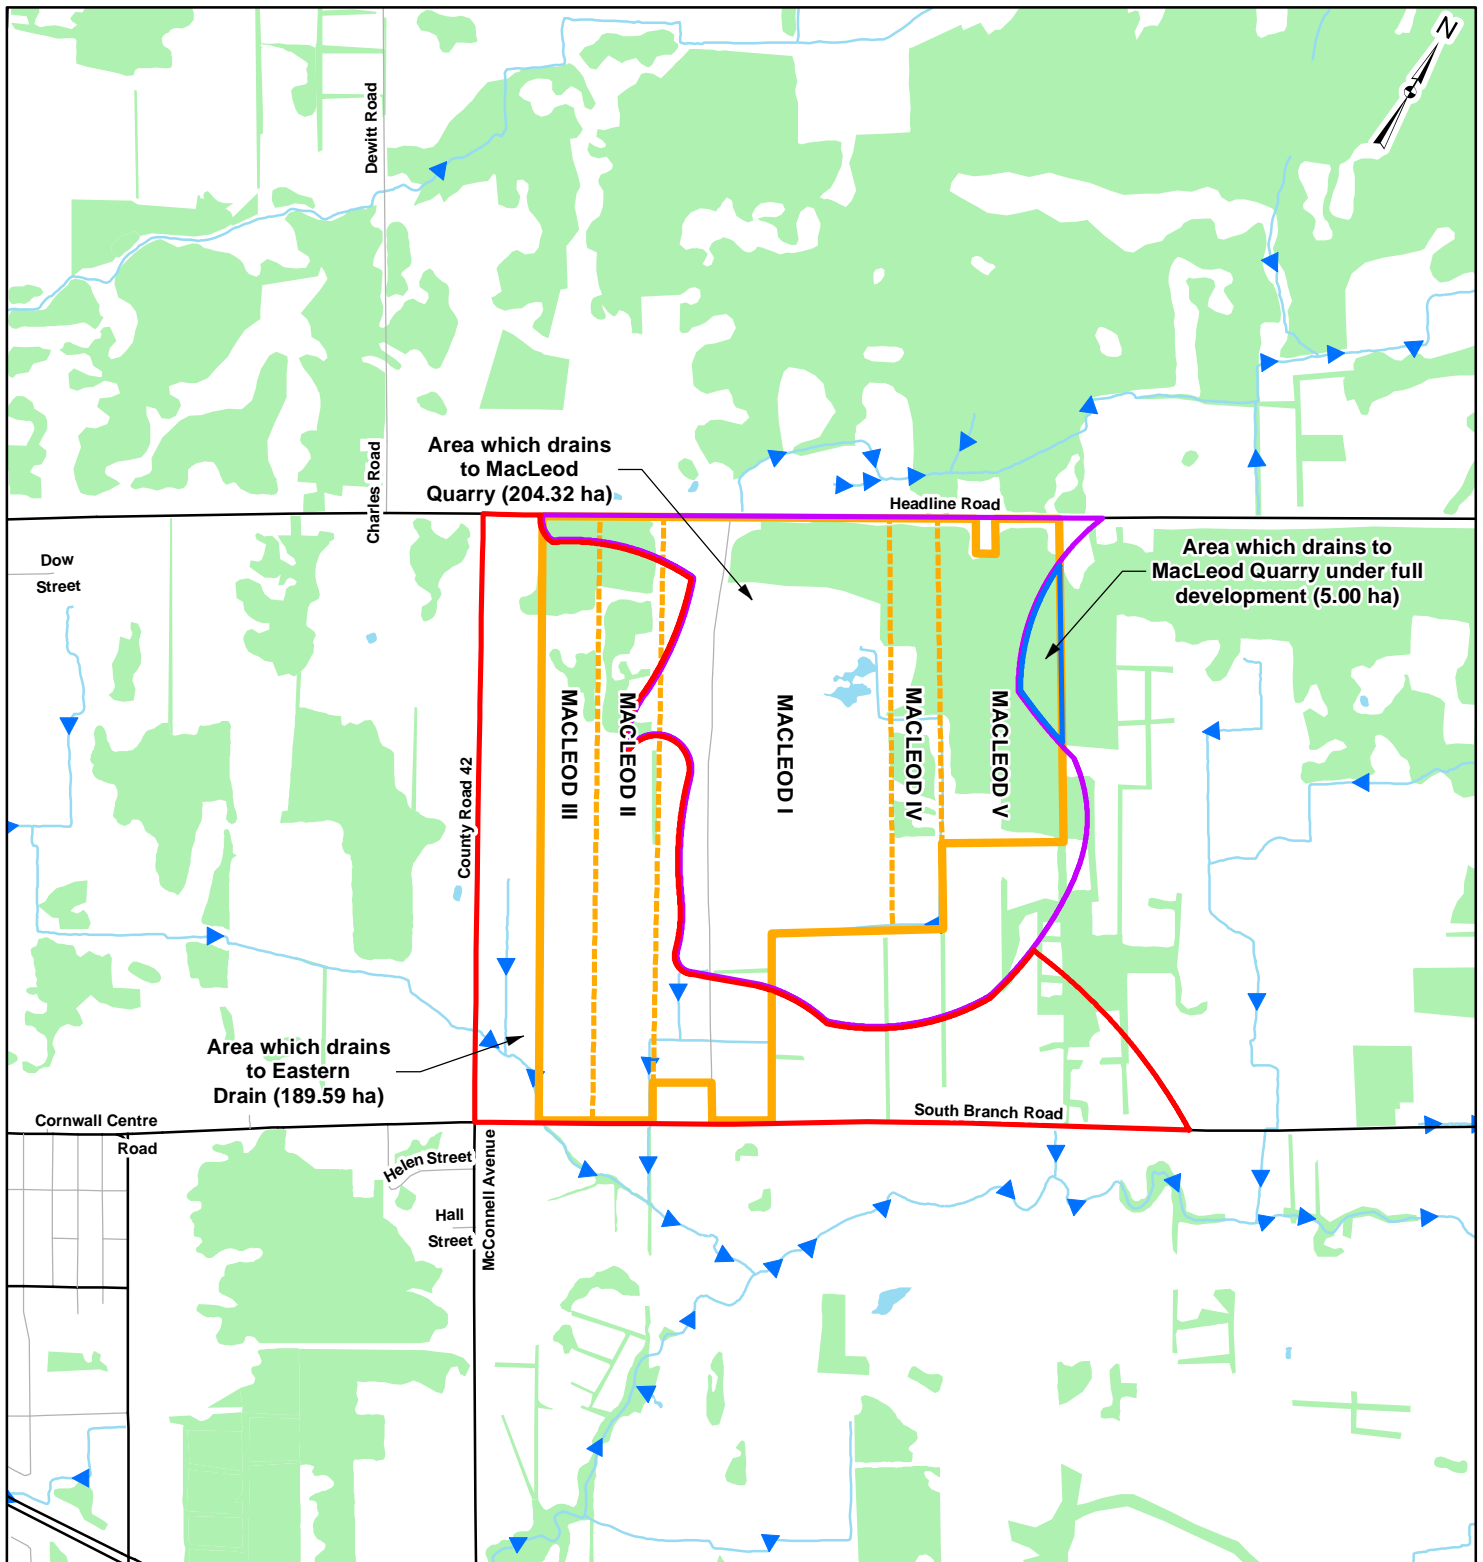 N
Dewitt Road
Charles Road
Area which drains
to MacLeod
Quarry (204.32 ha)
Headline Road
Area which drains to
MacLeod Quarry under full
development (5.00 ha)
Dow
Street
County Road 42
MACLEOD III
MACLEOD II
MACLEOD I
MACLEOD IV
MACLEOD V
Area which drains
to Eastern
Drain (189.59 ha)
Cornwall Centre
Road
South Branch Road
Helen Street
Hall
Street
McConnell Avenue